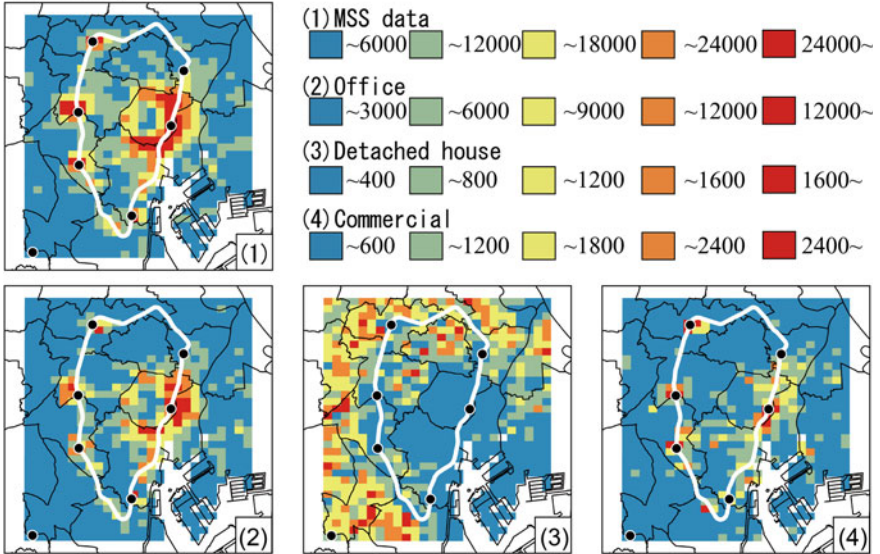 (1) MSS data
~6000 ~12000 ~18000 ~24000 24000~
(2) Office
~3000 ~6000 ~9000 ~12000 12000~
(3) Detached house
~400 ~800 ~1200 ~1600 1600~
(4) Commercial
~600 ~1200 ~1800 ~2400 2400~
(1)
(2)
(3)
(4)